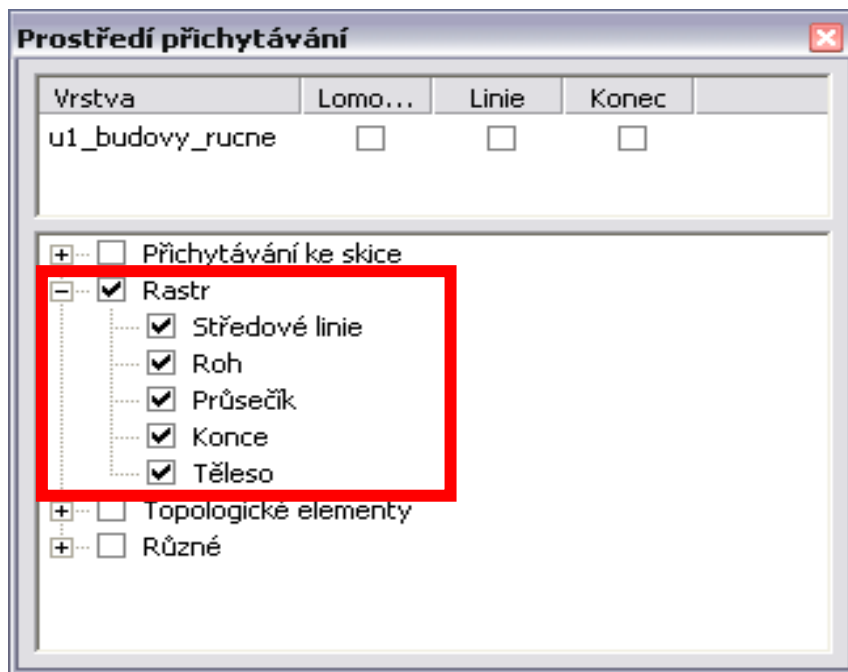 Prostředí přichytávání
Vrstva Lomo... Linie Konec
u1_budovy_rucne
Přichytávání ke skice
Rastr
Středové linie
Roh
Průsečík
Konce
Těleso
Topologické elementy
Různé